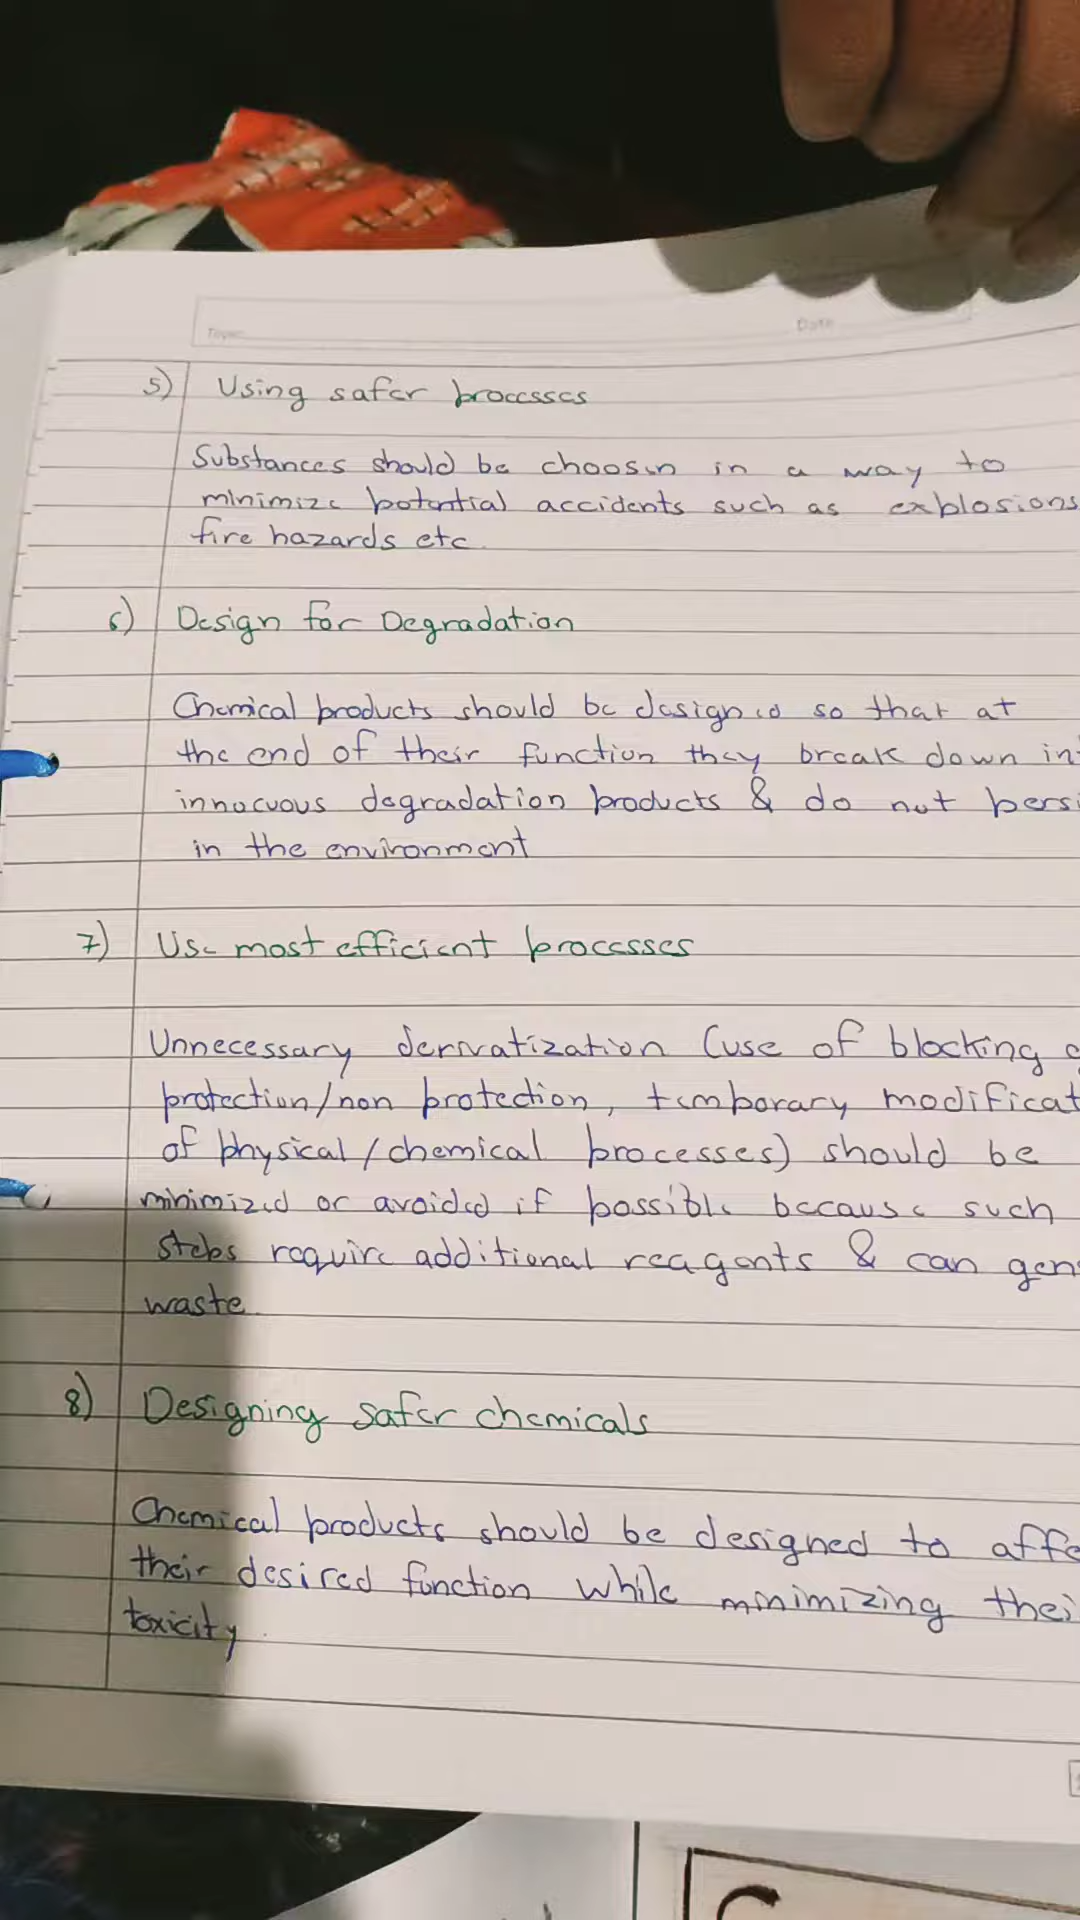 Topic
Date
5) Using safer processes
Substances should be choosen in a way to
minimize potential accidents such as explosions
fire hazards etc.
6) Design for Degradation
Chemical products should be designed so that at
the end of their function they break down in
innocuous degradation products & do not persi
in the environment
7) Use most efficient processes
Unnecessary derivatization (use of blocking g
protection/non protection, temporary modificat
of physical/chemical processes) should be
minimized or avoided if possible because such
steps require additional reagents & can gen
waste.
8) Designing safer chemicals
Chemical products should be designed to affe
their desired function while minimizing thei
toxicity.